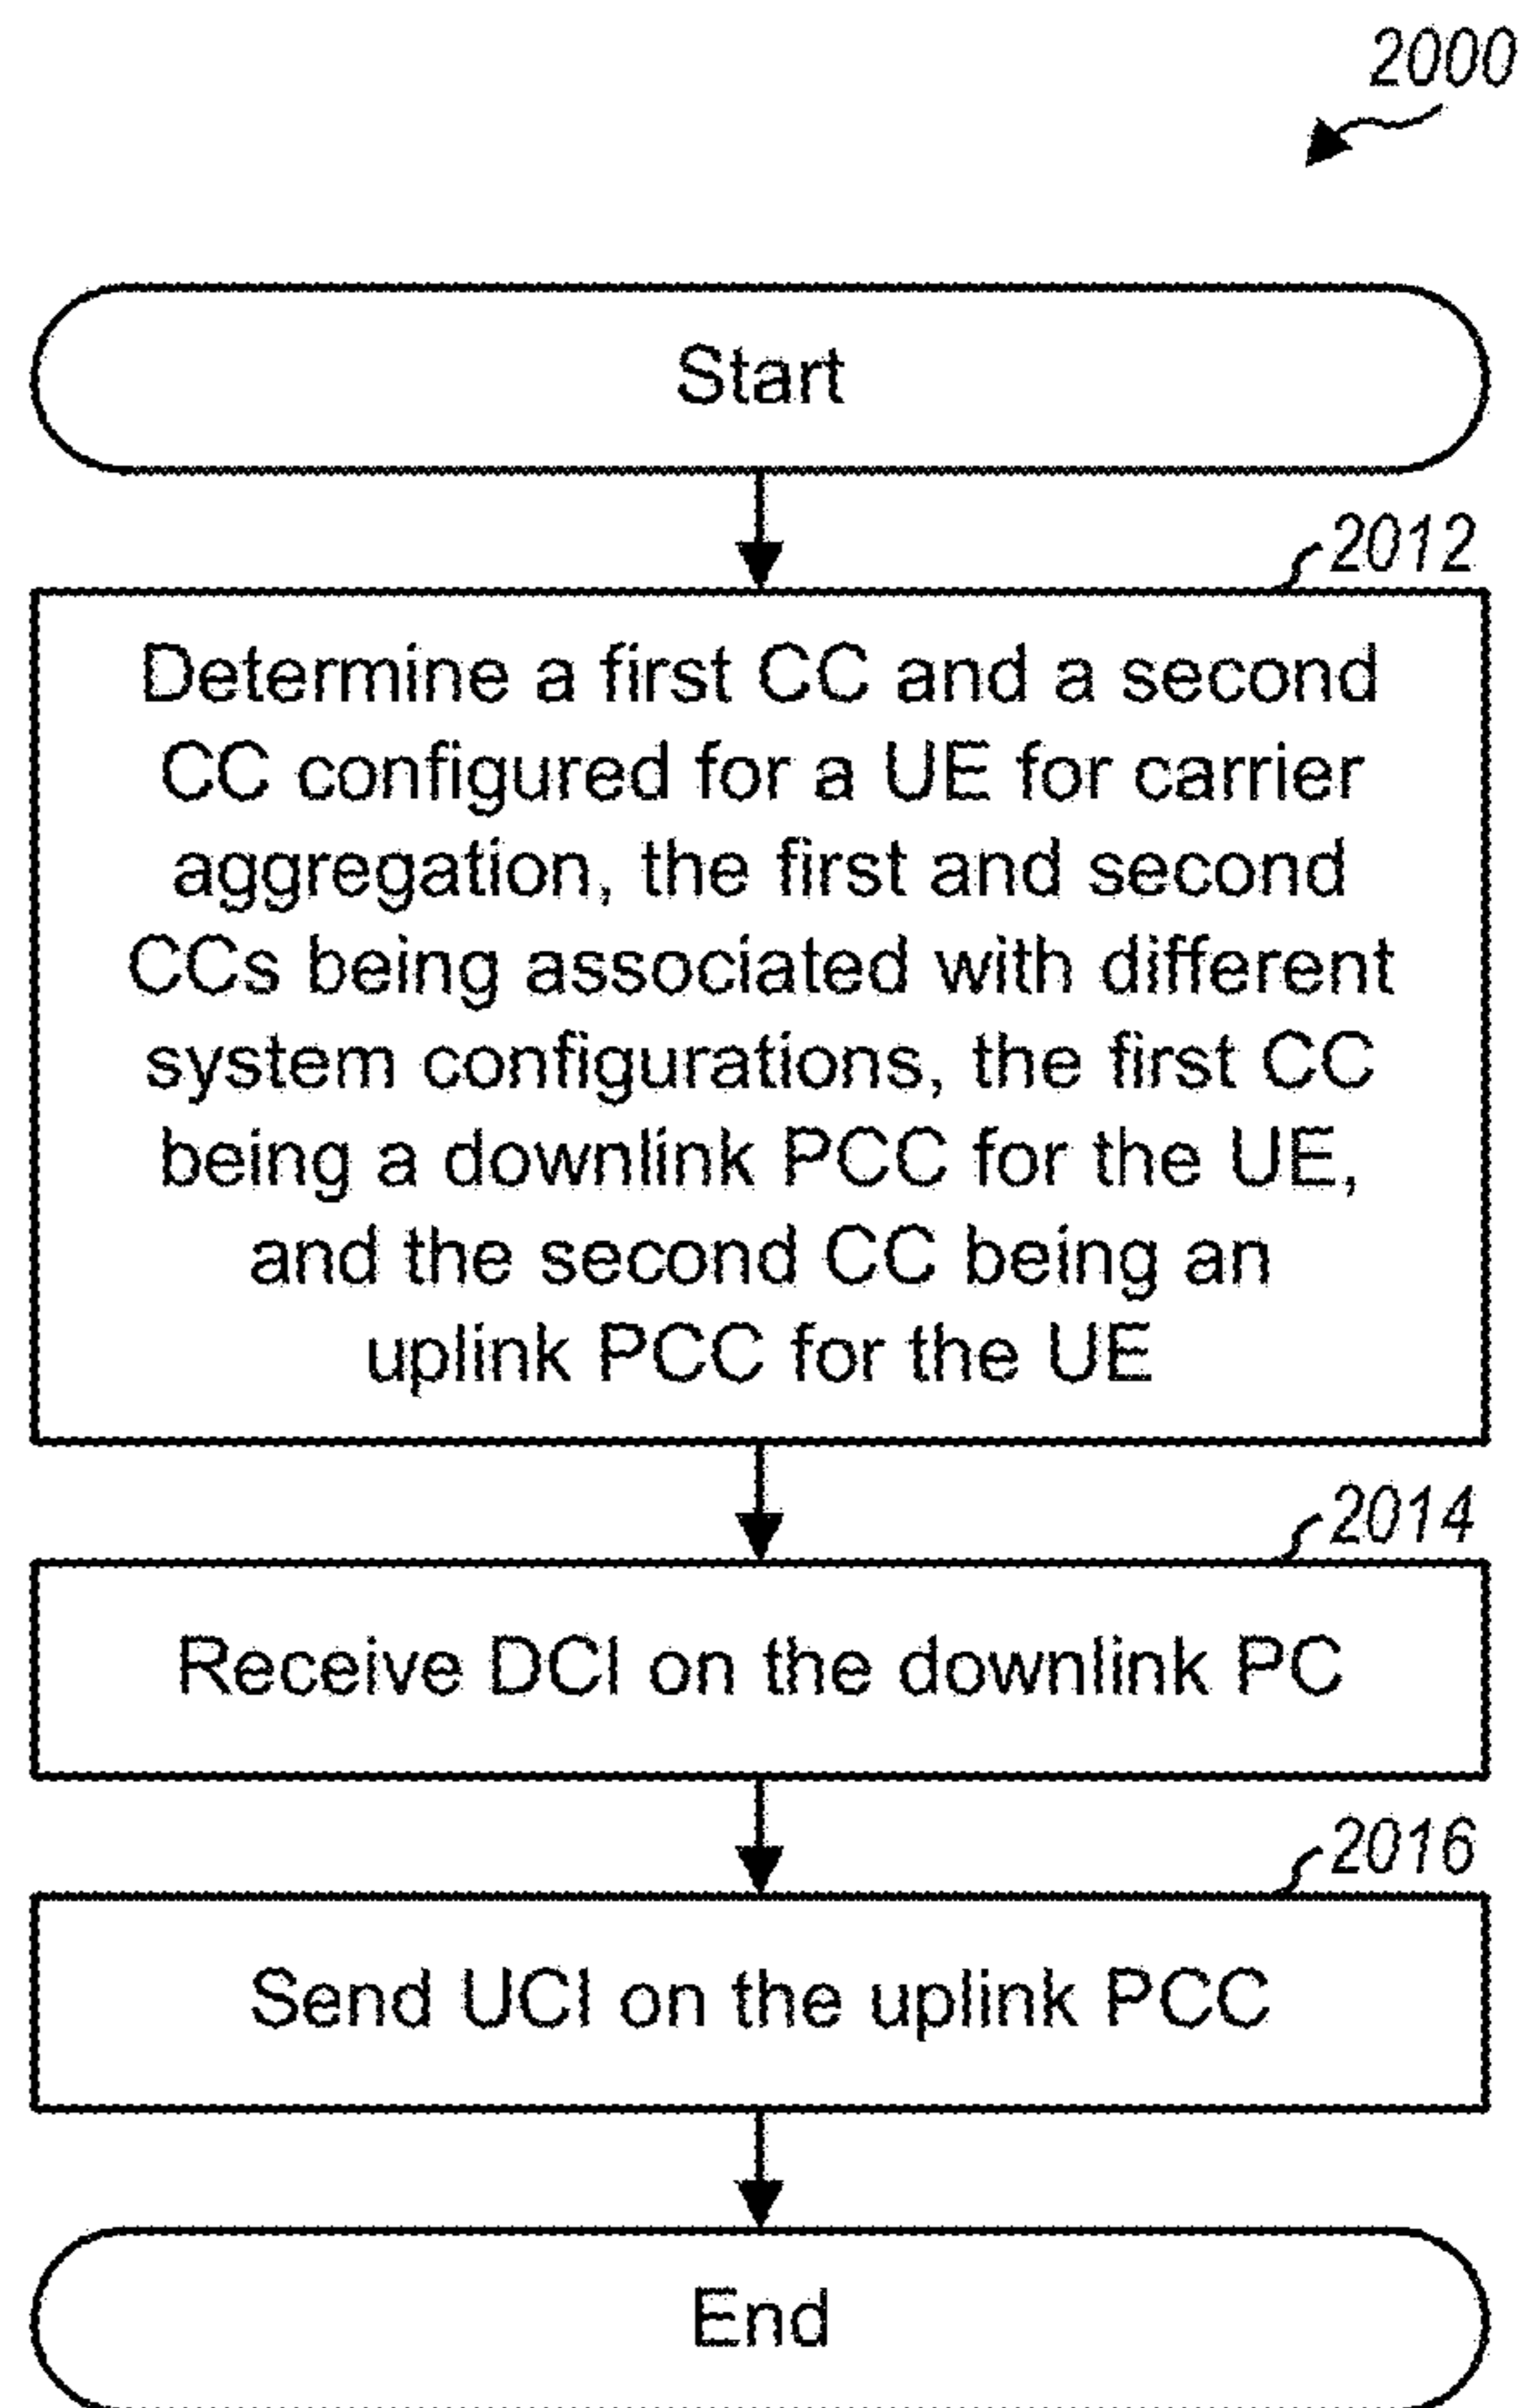 2000
Start
2012
Determine a first CC and a second
CC configured for a UE for carrier
aggregation, the first and second
CCs being associated with different
system configurations, the first CC
being a downlink PCC for the UE,
and the second CC being an
uplink PCC for the UE
2014
Receive DCI on the downlink PC
2016
Send UCI on the uplink PCC
End